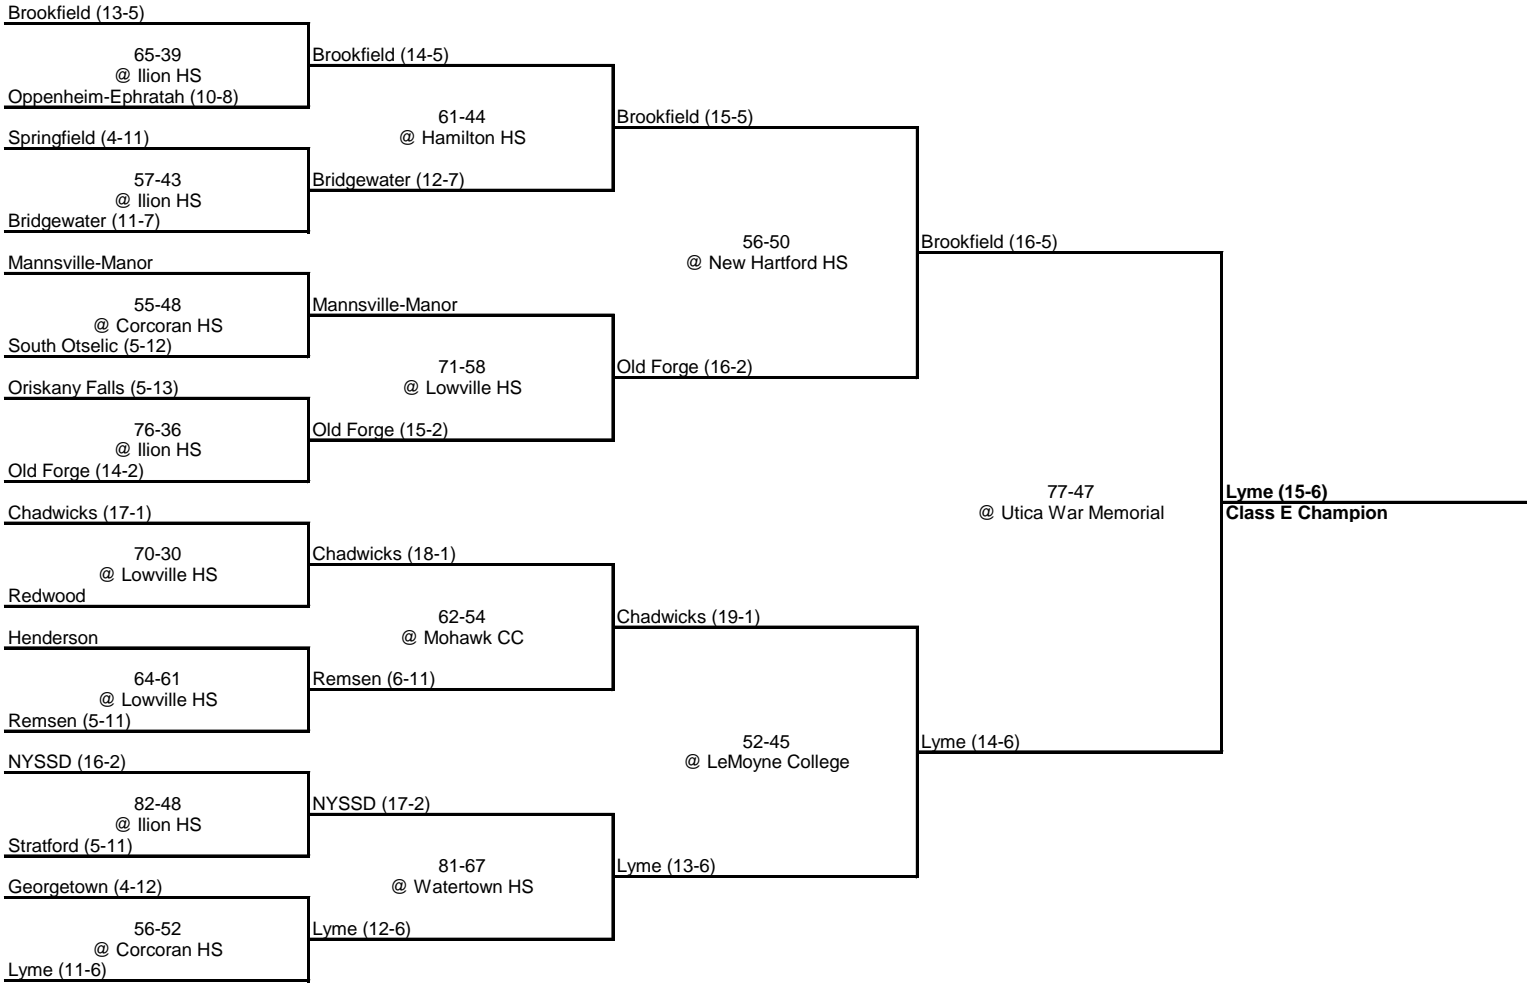 Brookfield (13-5)
65-39
@ Ilion HS
Oppenheim-Ephratah (10-8)
Springfield (4-11)
57-43
@ Ilion HS
Bridgewater (11-7)
Mannsville-Manor
55-48
@ Corcoran HS
South Otselic (5-12)
Oriskany Falls (5-13)
76-36
@ Ilion HS
Old Forge (14-2)
Chadwicks (17-1)
70-30
@ Lowville HS
Redwood
Henderson
64-61
@ Lowville HS
Remsen (5-11)
NYSSD (16-2)
82-48
@ Ilion HS
Stratford (5-11)
Georgetown (4-12)
56-52
@ Corcoran HS
Lyme (11-6)
Brookfield (14-5)
61-44
@ Hamilton HS
Bridgewater (12-7)
Mannsville-Manor
71-58
@ Lowville HS
Old Forge (15-2)
Chadwicks (18-1)
62-54
@ Mohawk CC
Remsen (6-11)
NYSSD (17-2)
81-67
@ Watertown HS
Lyme (12-6)
Brookfield (15-5)
56-50
@ New Hartford HS
Old Forge (16-2)
Chadwicks (19-1)
52-45
@ LeMoyne College
Lyme (13-6)
Brookfield (16-5)
77-47
@ Utica War Memorial
Lyme (14-6)
Lyme (15-6)
Class E Champion